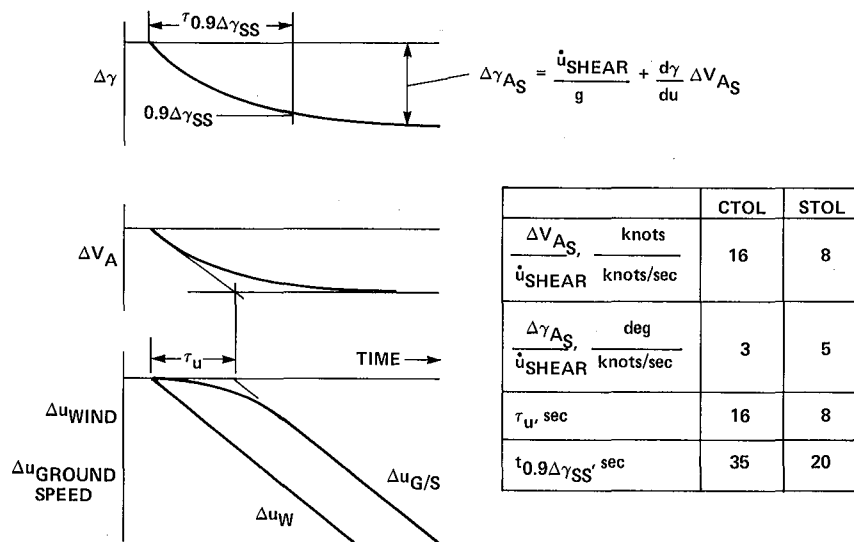 τ0.9ΔγSS
Δγ
0.9ΔγSS
ΔγAS = u̇SHEAR / g + dγ / du ΔVAS
ΔVA
τu
TIME
ΔuWIND
ΔuGROUND SPEED
ΔuG/S
ΔuW
CTOL STOL
ΔVAS, / u̇SHEAR knots / knots/sec 16 8
ΔγAS, / u̇SHEAR deg / knots/sec 3 5
τu, sec 16 8
t0.9ΔγSS, sec 35 20